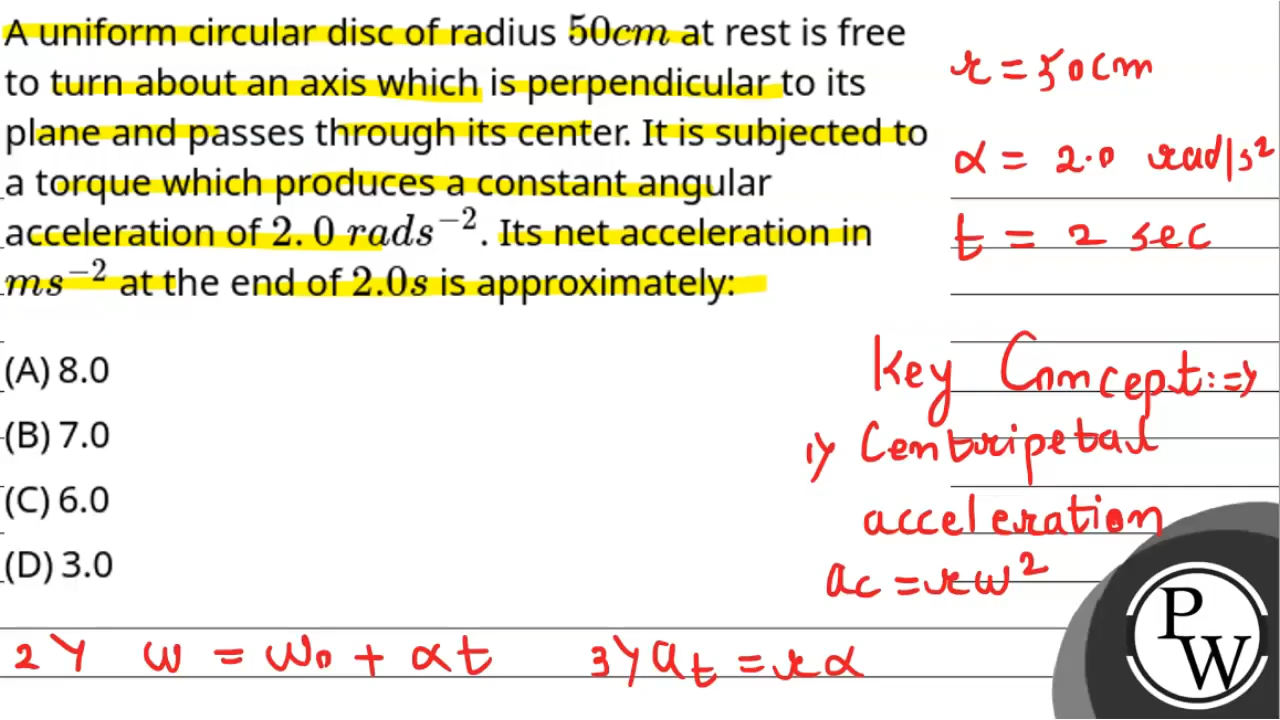 A uniform circular disc of radius 50cm at rest is free
to turn about an axis which is perpendicular to its
plane and passes through its center. It is subjected to
a torque which produces a constant angular
acceleration of 2. 0 rads⁻². Its net acceleration in
ms⁻² at the end of 2.0s is approximately:
(A) 8.0
(B) 7.0
(C) 6.0
(D) 3.0
r = 50cm
α = 2.0 rad/s²
t = 2 sec
Key Concept:⇒
1) Centripetal
acceleration
ac = rω²
2) ω = ω₀ + αt
3) at = rα
P
W